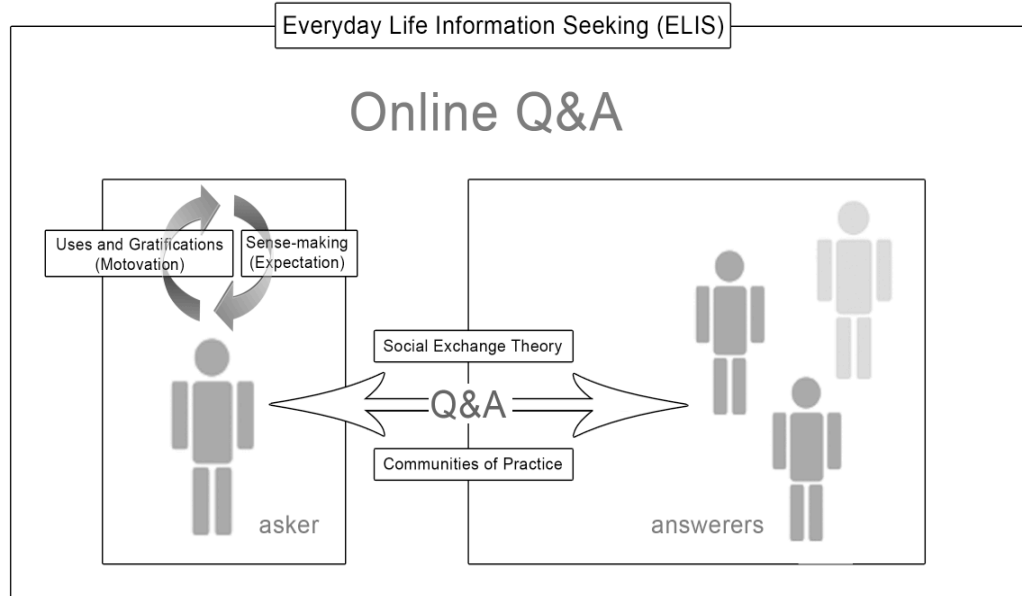 Everyday Life Information Seeking (ELIS)
Online Q&A
Uses and Gratifications
(Motovation)
Sense-making
(Expectation)
Social Exchange Theory
Q&A
Communities of Practice
asker
answerers